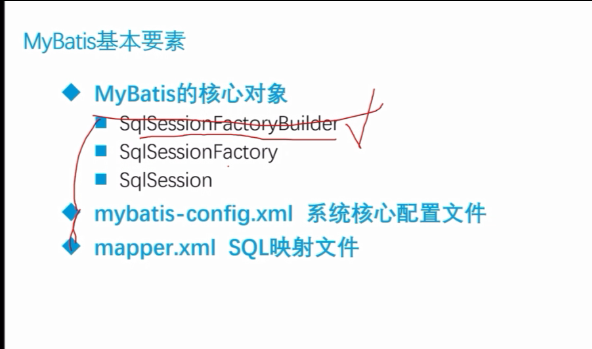 MyBatis基本要素
MyBatis的核心对象
SqlSessionFactoryBuilder
SqlSessionFactory
SqlSession
mybatis-config.xml 系统核心配置文件
mapper.xml SQL映射文件